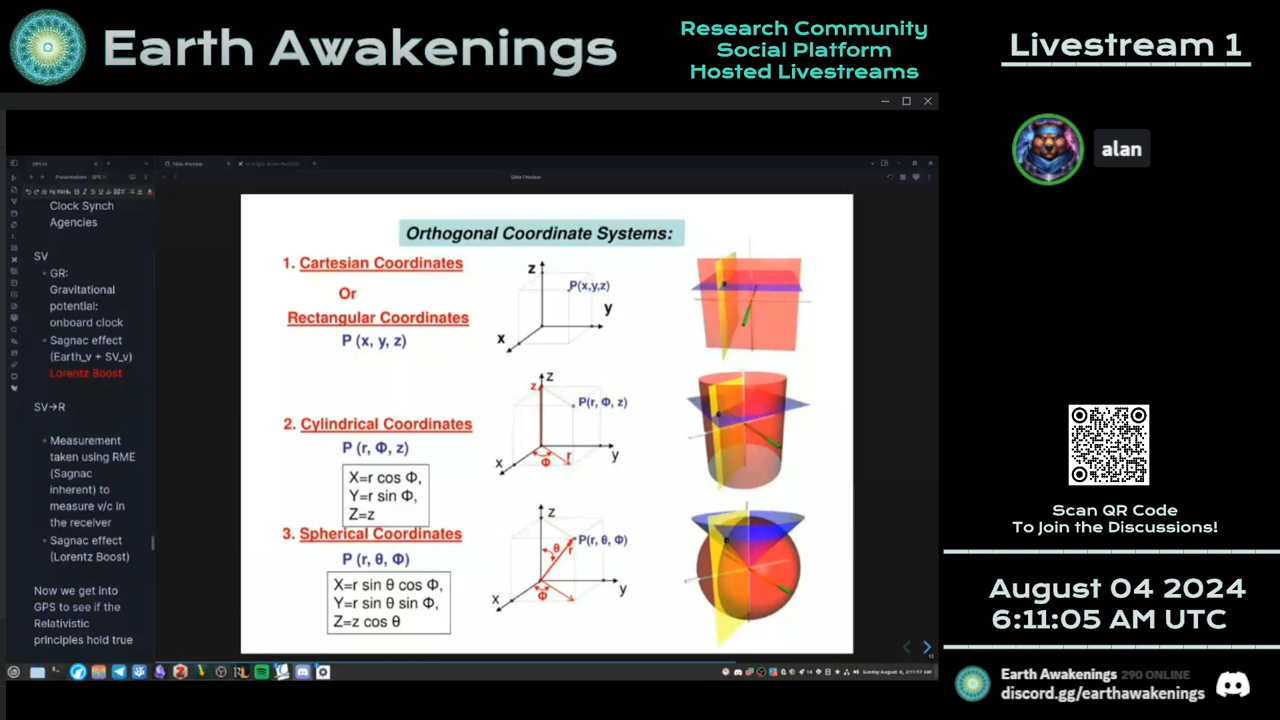 Earth Awakenings
Research Community
Social Platform
Hosted Livestreams
Livestream 1
alan
Slides Preview
Clock Synch
Agencies
SV
GR:
Gravitational
potential:
onboard clock
Sagnac effect
(Earth_v + SV_v)
Lorentz Boost
SV→R
Measurement
taken using RME
(Sagnac
inherent) to
measure v/c in
the receiver
Sagnac effect
(Lorentz Boost)
Now we get into
GPS to see if the
Relativistic
principles hold true
Orthogonal Coordinate Systems:
1. Cartesian Coordinates
Or
Rectangular Coordinates
P (x, y, z)
z
P(x,y,z)
y
x
2. Cylindrical Coordinates
P (r, Φ, z)
X=r cos Φ,
Y=r sin Φ,
Z=z
z
Z
P(r, Φ, z)
x
Φ
r
y
3. Spherical Coordinates
P (r, θ, Φ)
X=r sin θ cos Φ,
Y=r sin θ sin Φ,
Z=z cos θ
z
θ
r
P(r, θ, Φ)
x
Φ
y
Scan QR Code
To Join the Discussions!
August 04 2024
6:11:05 AM UTC
Earth Awakenings 290 ONLINE
discord.gg/earthawakenings